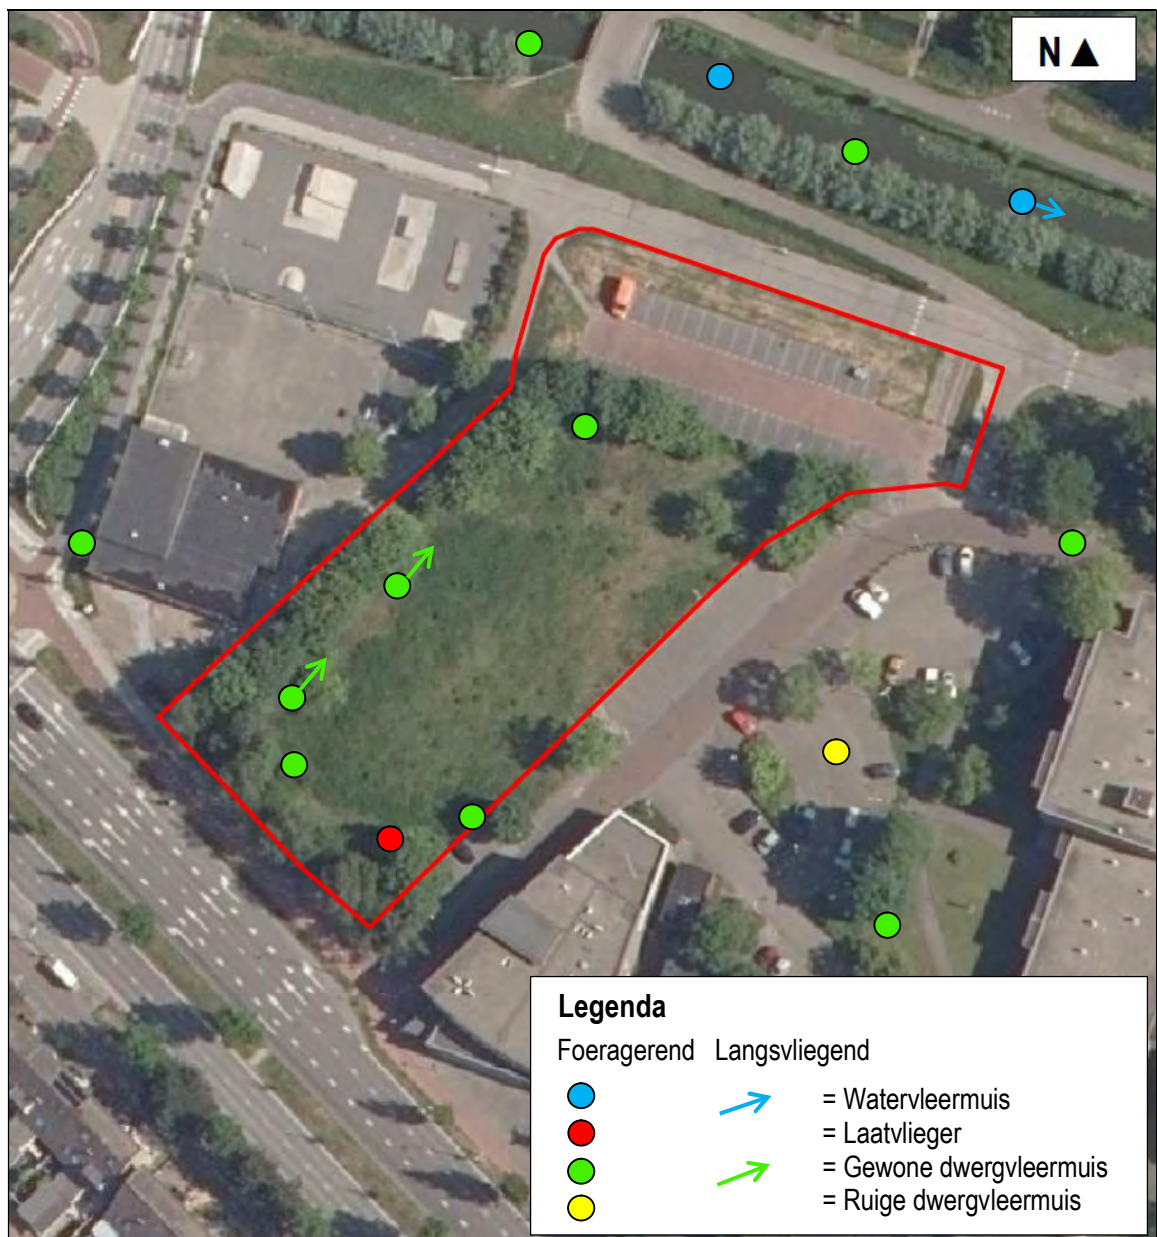 N ▲
Legenda
Foeragerend Langsvliegend
= Watervleermuis
= Laatvlieger
= Gewone dwergvleermuis
= Ruige dwergvleermuis